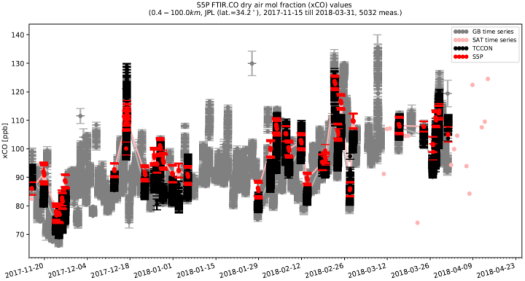 S5P FTIR.CO dry air mol fraction (xCO) values
(0.4 − 100.0km, JPL (lat.=34.2 ° ), 2017-11-15 till 2018-03-31, 5032 meas.)
GB time series
SAT time series
TCCON
S5P
xCO [ppb]
140
130
120
110
100
90
80
70
2017-11-20 2017-12-04 2017-12-18 2018-01-01 2018-01-15 2018-01-29 2018-02-12 2018-02-26 2018-03-12 2018-03-26 2018-04-09 2018-04-23